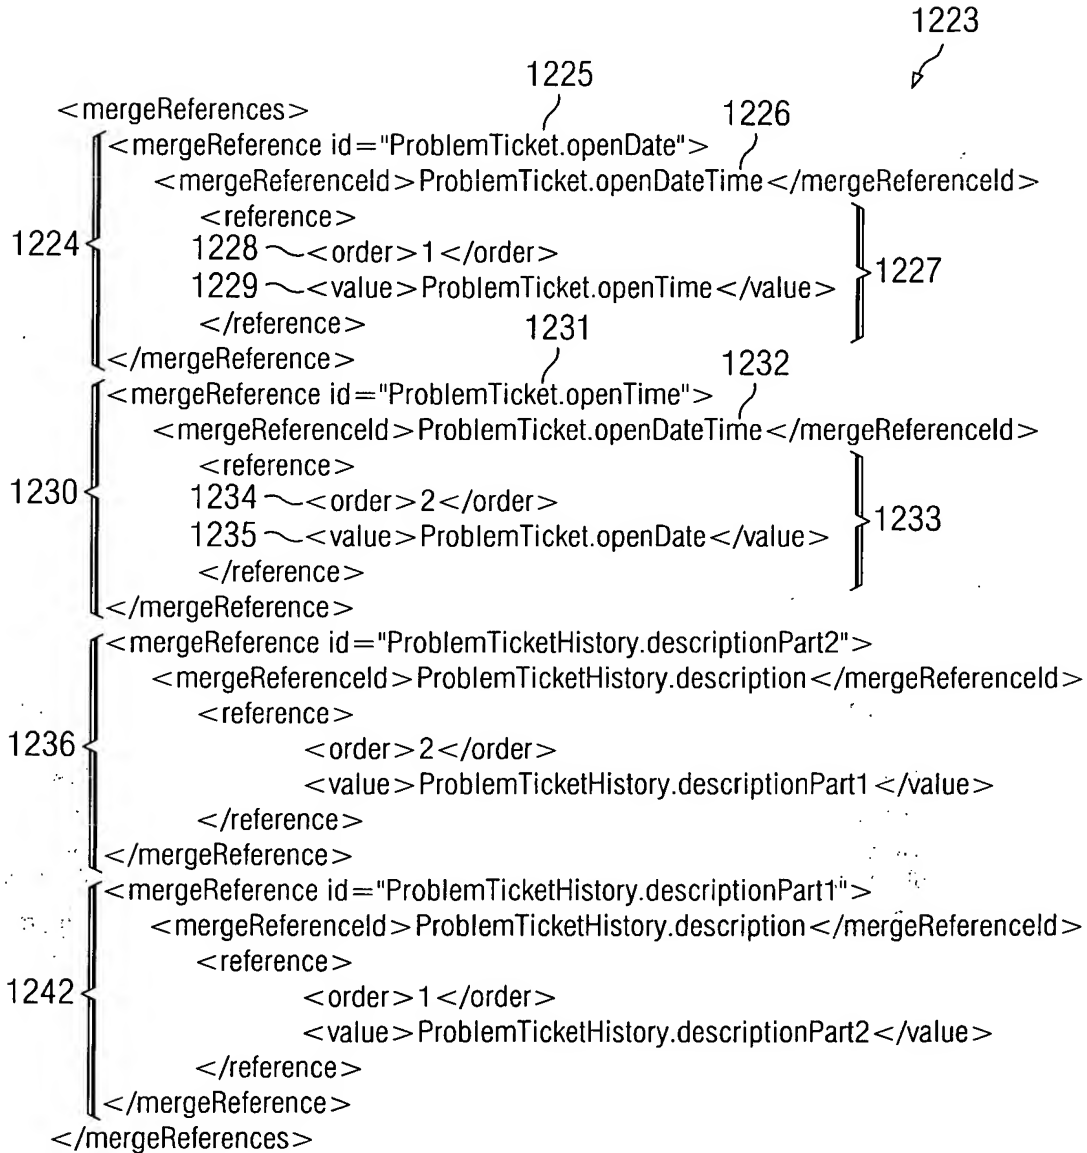 1223
1225
<mergeReferences>
1226
<mergeReference id="ProblemTicket.openDate">
<mergeReferenceId>ProblemTicket.openDateTime</mergeReferenceId>
<reference>
1224 1228 <order>1</order>
1227
1229 <value>ProblemTicket.openTime</value>
</reference>
1231
</mergeReference>
1232
<mergeReference id="ProblemTicket.openTime">
<mergeReferenceId>ProblemTicket.openDateTime</mergeReferenceId>
<reference>
1230 1234 <order>2</order>
1233
1235 <value>ProblemTicket.openDate</value>
</reference>
</mergeReference>
<mergeReference id="ProblemTicketHistory.descriptionPart2">
<mergeReferenceId>ProblemTicketHistory.description</mergeReferenceId>
<reference>
1236 <order>2</order>
<value>ProblemTicketHistory.descriptionPart1</value>
</reference>
</mergeReference>
<mergeReference id="ProblemTicketHistory.descriptionPart1">
<mergeReferenceId>ProblemTicketHistory.description</mergeReferenceId>
<reference>
1242 <order>1</order>
<value>ProblemTicketHistory.descriptionPart2</value>
</reference>
</mergeReference>
</mergeReferences>